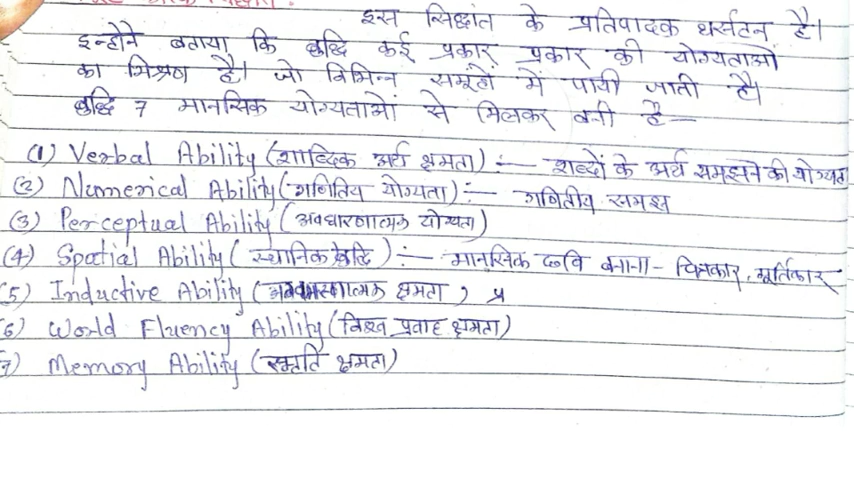 इस सिद्धांत के प्रतिपादक थर्सटन है।
इन्होने बताया कि बुद्धि कई प्रकार प्रकार की योग्यताओं
का मिश्रण है। जो विभिन्न समूहों में पायी जाती है।
बुद्धि 7 मानसिक योग्यताओं से मिलकर बनी है —
(1) Verbal Ability (शाब्दिक अर्थ क्षमता) :— शब्दों के अर्थ समझने की योग्यता
(2) Numerical Ability (गणितिय योग्यता) :— गणितीय समझ
(3) Perceptual Ability (अवधारणात्मक योग्यता)
(4) Spatial Ability (स्थानिक बुद्धि) :— मानसिक छवि बनाना - चित्रकार, मूर्तिकार
(5) Inductive Ability ( क्षमता) प्र
(6) World Fluency Ability (विश्व प्रवाह क्षमता)
7) Memory Ability (स्मृति क्षमता)